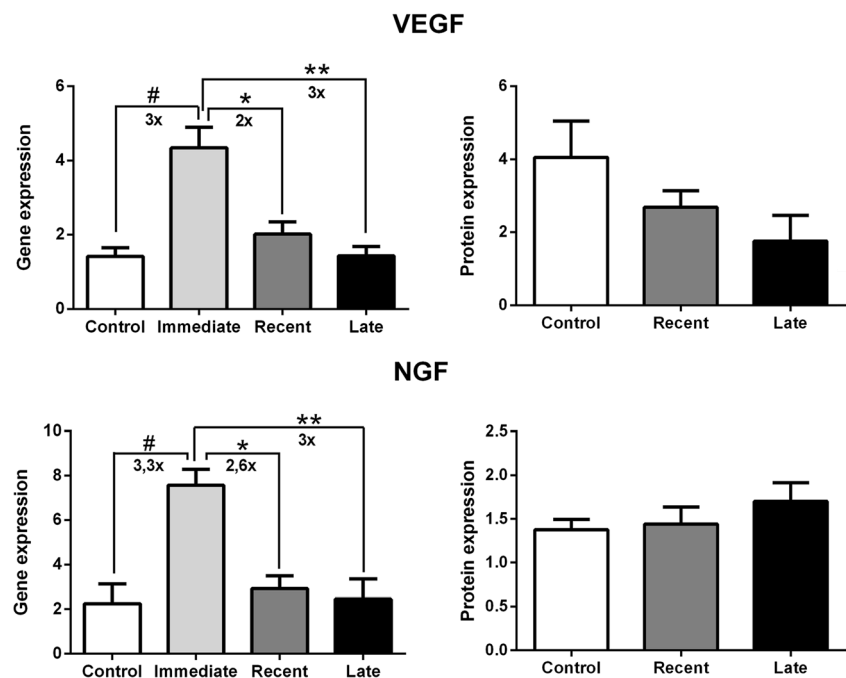 VEGF
**
3x
#
3x
*
2x
Gene expression
6
4
2
0
Control Immediate Recent Late
Protein expression
6
4
2
0
Control Recent Late
NGF
**
3x
#
3,3x
*
2,6x
Gene expression
10
8
6
4
2
0
Control Immediate Recent Late
Protein expression
2.5
2.0
1.5
1.0
0.5
0.0
Control Recent Late